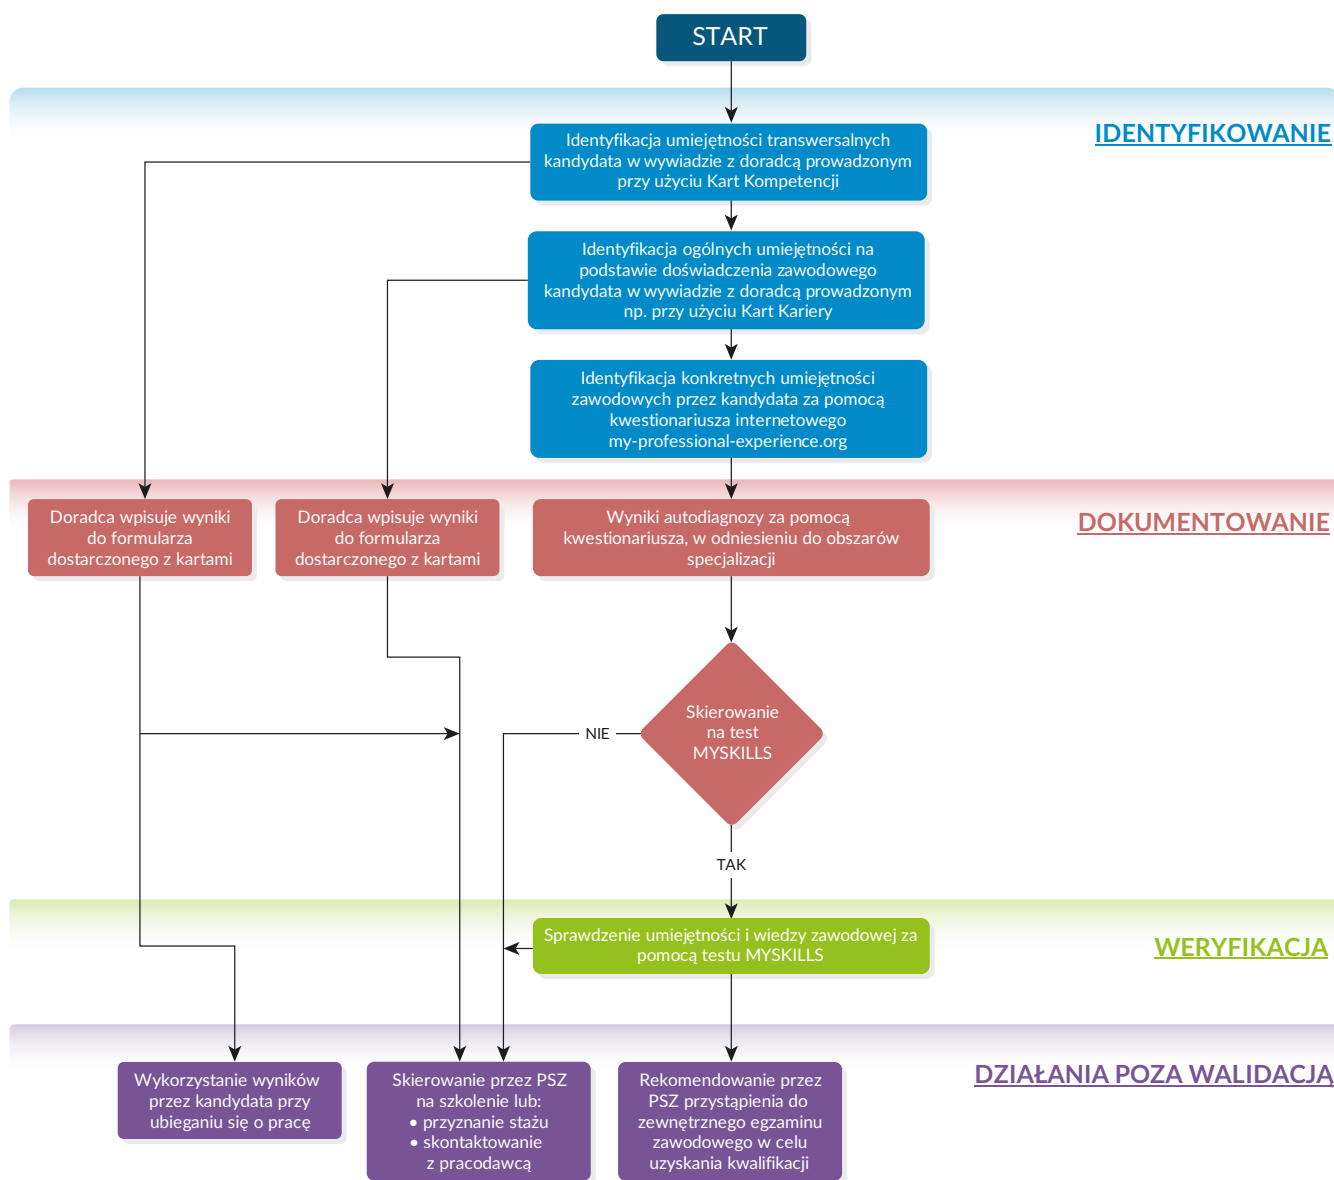 START
IDENTYFIKOWANIE
Identyfikacja umiejętności transwersalnych
kandydata w wywiadzie z doradcą prowadzonym
przy użyciu Kart Kompetencji
Identyfikacja ogólnych umiejętności na
podstawie doświadczenia zawodowego
kandydata w wywiadzie z doradcą prowadzonym
np. przy użyciu Kart Kariery
Identyfikacja konkretnych umiejętności
zawodowych przez kandydata za pomocą
kwestionariusza internetowego
my-professional-experience.org
DOKUMENTOWANIE
Doradca wpisuje wyniki
do formularza
dostarczonego z kartami
Doradca wpisuje wyniki
do formularza
dostarczonego z kartami
Wyniki autodiagnozy za pomocą
kwestionariusza, w odniesieniu do obszarów
specjalizacji
Skierowanie
na test
MYSKILLS
NIE
TAK
WERYFIKACJA
Sprawdzenie umiejętności i wiedzy zawodowej za
pomocą testu MYSKILLS
DZIAŁANIA POZA WALIDACJĄ
Wykorzystanie wyników
przez kandydata przy
ubieganiu się o pracę
Skierowanie przez PSZ
na szkolenie lub:
• przyznanie stażu
• skontaktowanie
z pracodawcą
Rekomendowanie przez
PSZ przystąpienia do
zewnętrznego egzaminu
zawodowego w celu
uzyskania kwalifikacji